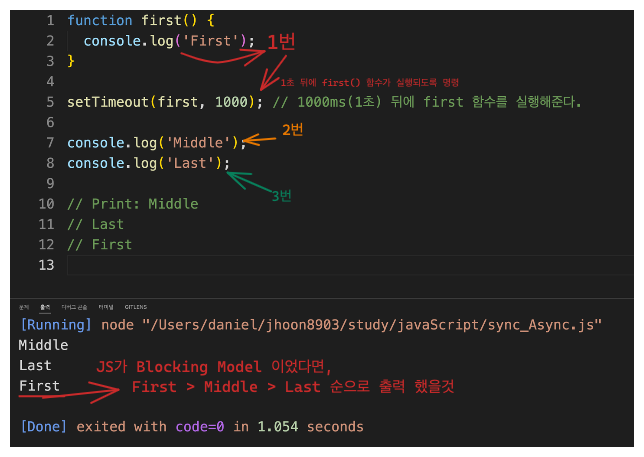 1 function first() {
2 console.log('First'); 1번
3 }
4 1초 뒤에 first() 함수가 실행되도록 명령
5 setTimeout(first, 1000); // 1000ms(1초) 뒤에 first 함수를 실행해준다.
6 2번
7 console.log('Middle');
8 console.log('Last');
9 3번
10 // Print: Middle
11 // Last
12 // First
13
문제 출력 디버그 콘솔 터미널 GITLENS
[Running] node "/Users/daniel/jhoon8903/study/javaScript/sync_Async.js"
Middle
Last JS가 Blocking Model 이었다면,
First First > Middle > Last 순으로 출력 했을것
[Done] exited with code=0 in 1.054 seconds